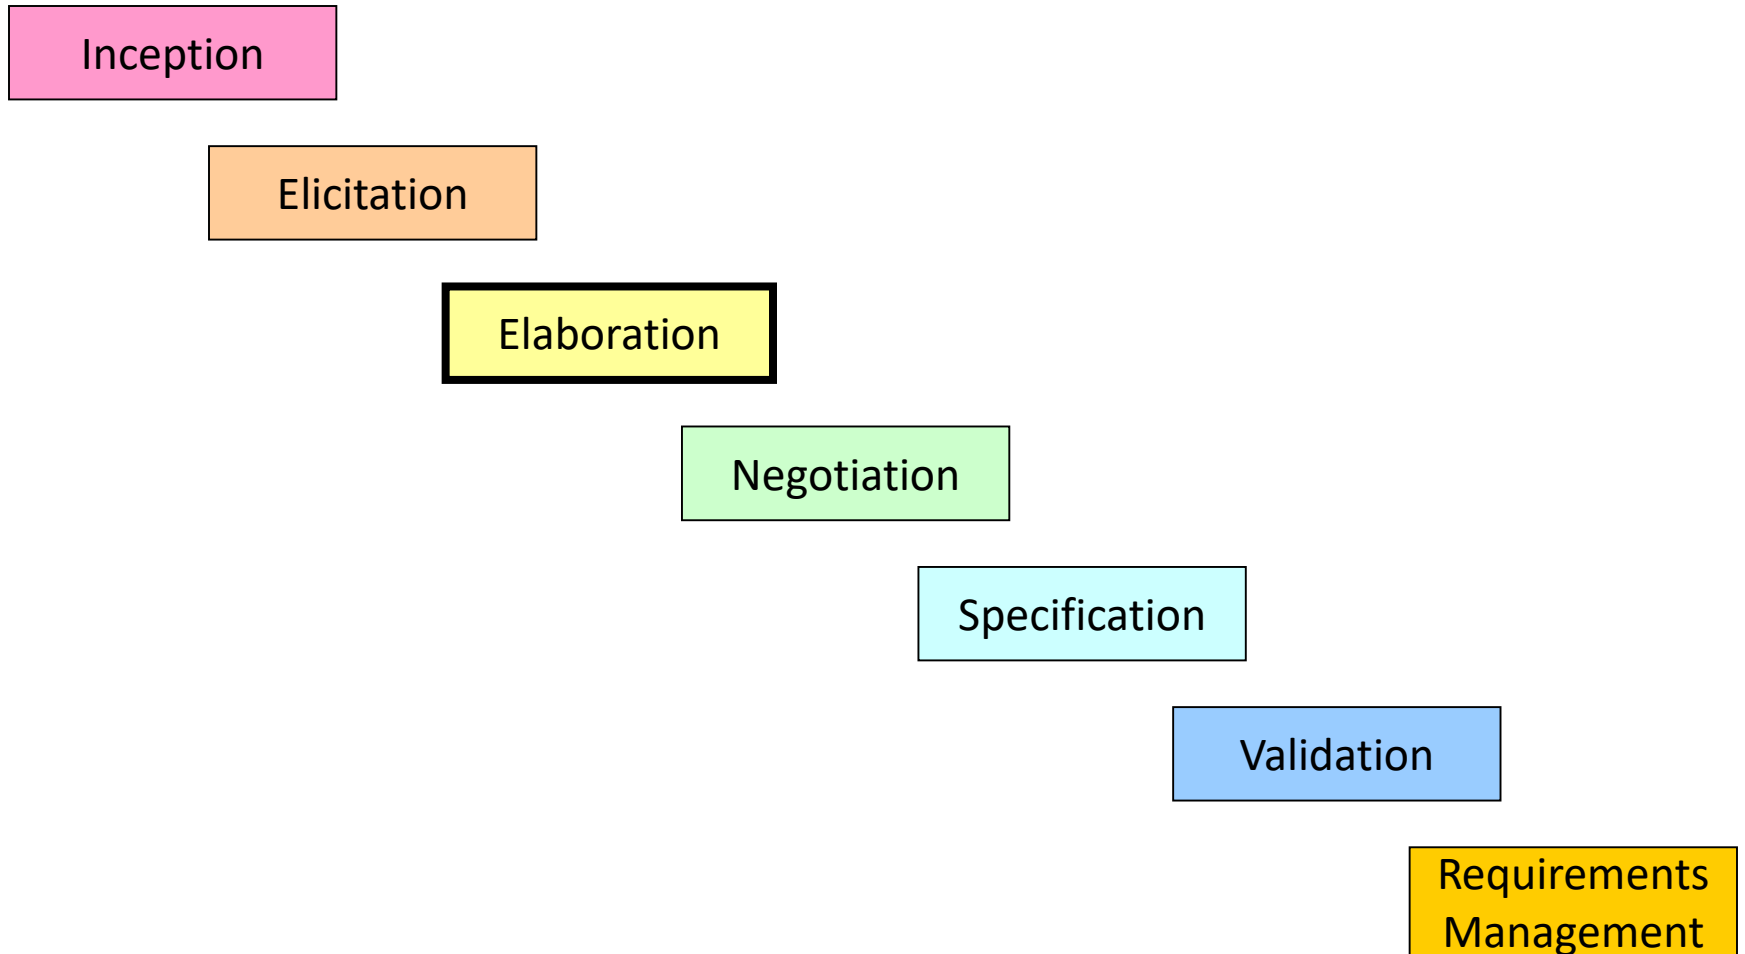 Inception
Elicitation
Elaboration
Negotiation
Specification
Validation
Requirements
Management